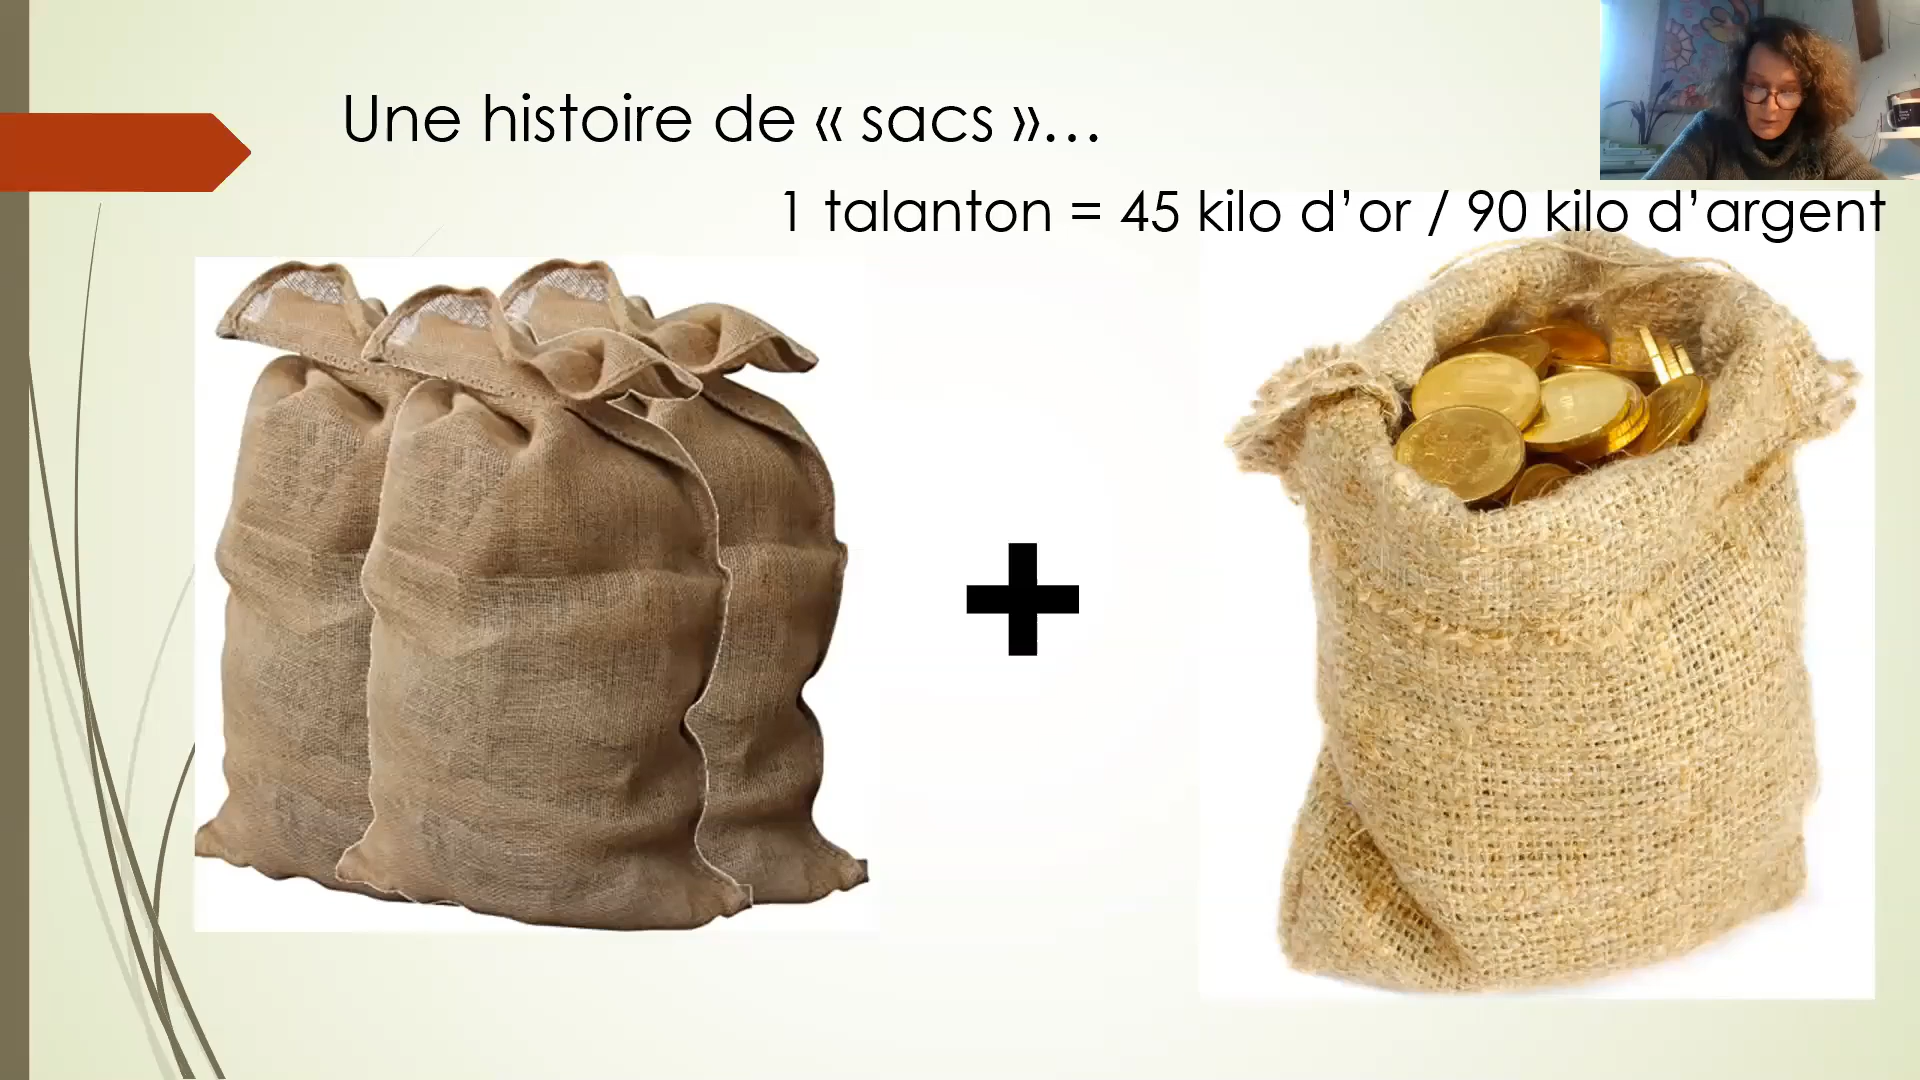 Une histoire de « sacs »…
1 talanton = 45 kilo d’or / 90 kilo d’argent